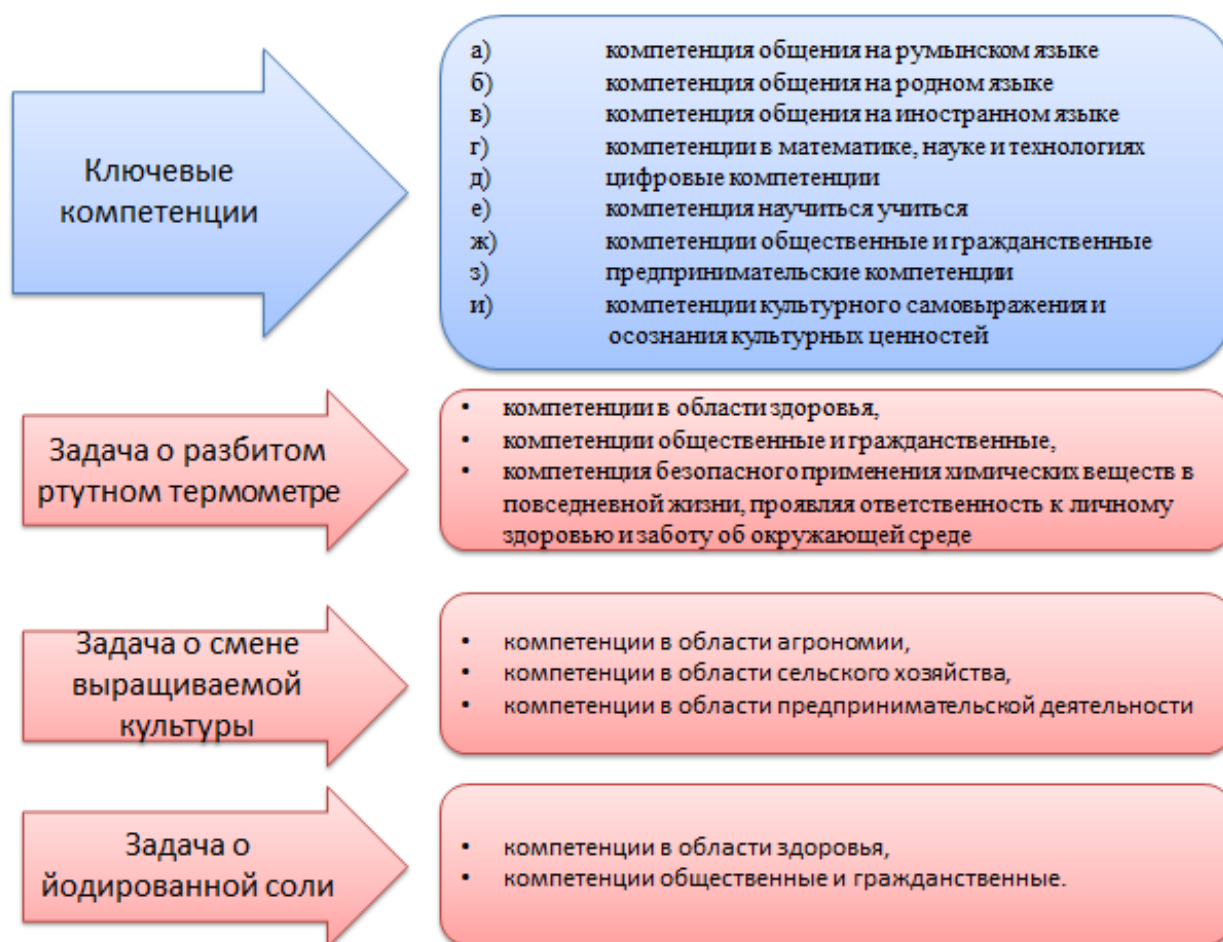 Ключевые
компетенции
а) компетенция общения на румынском языке
б) компетенция общения на родном языке
в) компетенция общения на иностранном языке
г) компетенции в математике, науке и технологиях
д) цифровые компетенции
е) компетенция научиться учиться
ж) компетенции общественные и гражданственные
з) предпринимательские компетенции
и) компетенции культурного самовыражения и
осознания культурных ценностей
Задача о разбитом
ртутном термометре
• компетенции в области здоровья,
• компетенции общественные и гражданственные,
• компетенция безопасного применения химических веществ в
повседневной жизни, проявляя ответственность к личному
здоровью и заботу об окружающей среде
Задача о смене
выращиваемой
культуры
• компетенции в области агрономии,
• компетенции в области сельского хозяйства,
• компетенции в области предпринимательской деятельности
Задача о
йодированной соли
• компетенции в области здоровья,
• компетенции общественные и гражданственные.